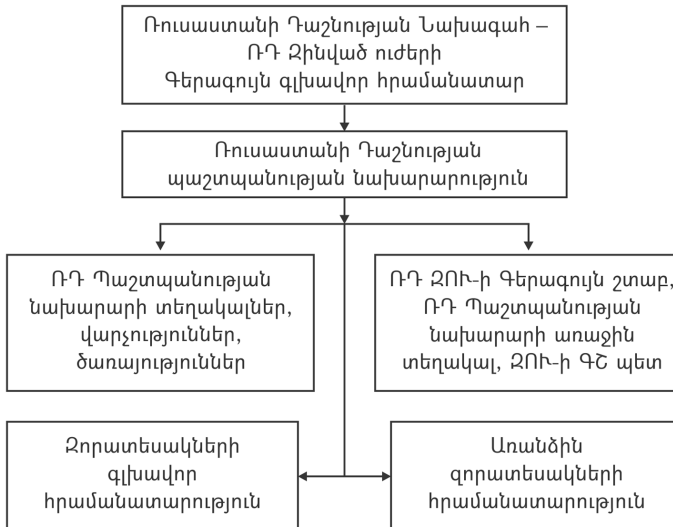 Ռուսաստանի Դաշնության Նախագահ –
ՌԴ Զինված ուժերի
Գերագույն գլխավոր հրամանատար
Ռուսաստանի Դաշնության
պաշտպանության նախարարություն
ՌԴ Պաշտպանության
նախարարի տեղակալներ,
վարչություններ,
ծառայություններ
ՌԴ ԶՈՒ-ի Գերագույն շտաբ,
ՌԴ Պաշտպանության
նախարարի առաջին
տեղակալ, ԶՈՒ-ի ԳՇ պետ
Զորատեսակների
գլխավոր
հրամանատարություն
Առանձին
զորատեսակների
հրամանատարություն